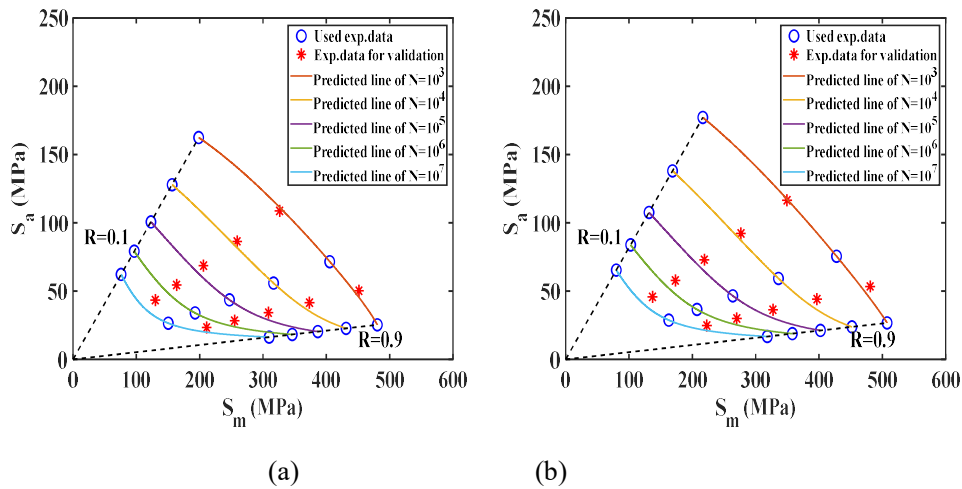 250
200
150
100
50
0
0 100 200 300 400 500 600
S_a (MPa)
S_m (MPa)
Used exp.data
Exp.data for validation
Predicted line of N=10^3
Predicted line of N=10^4
Predicted line of N=10^5
Predicted line of N=10^6
Predicted line of N=10^7
R=0.1
R=0.9
(a)
250
200
150
100
50
0
0 100 200 300 400 500 600
S_a (MPa)
S_m (MPa)
Used exp.data
Exp.data for validation
Predicted line of N=10^3
Predicted line of N=10^4
Predicted line of N=10^5
Predicted line of N=10^6
Predicted line of N=10^7
R=0.1
R=0.9
(b)